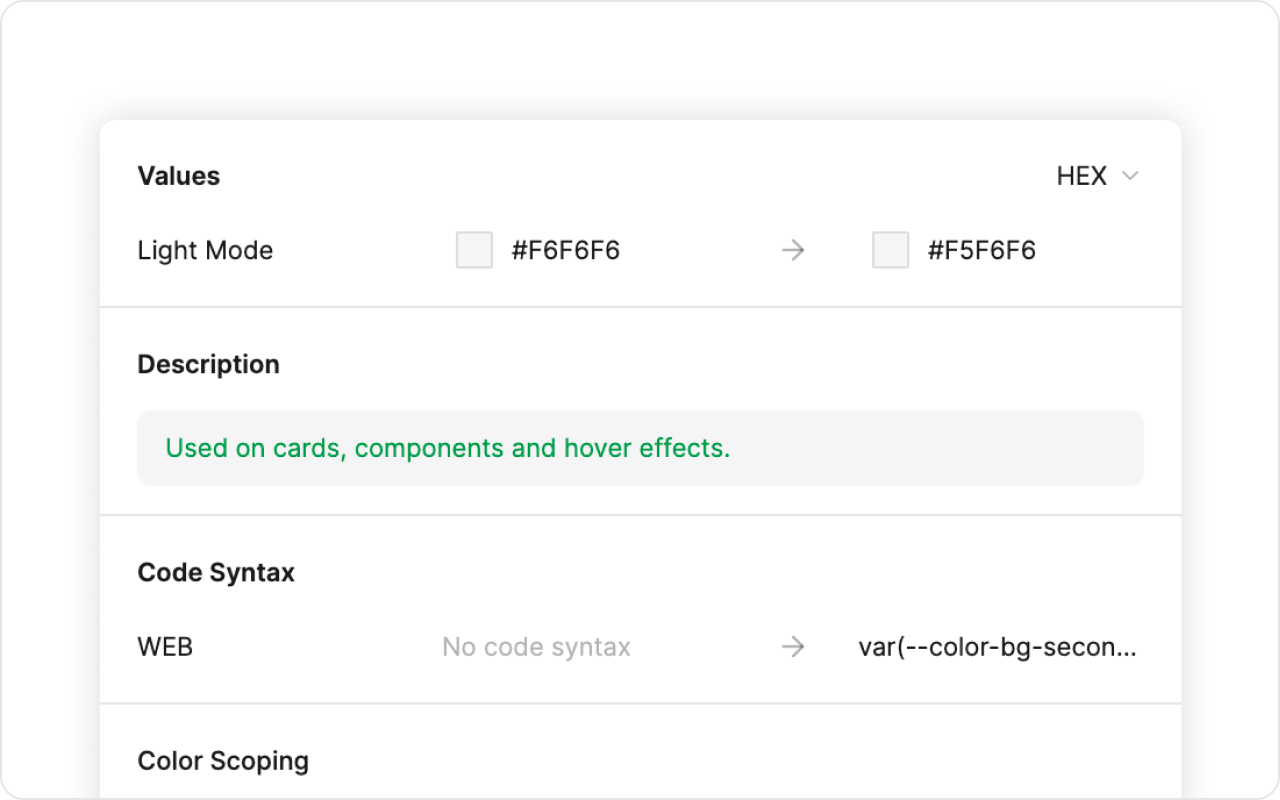 Values HEX
Light Mode #F6F6F6 → #F5F6F6
Description
Used on cards, components and hover effects.
Code Syntax
WEB No code syntax → var(--color-bg-secon...
Color Scoping